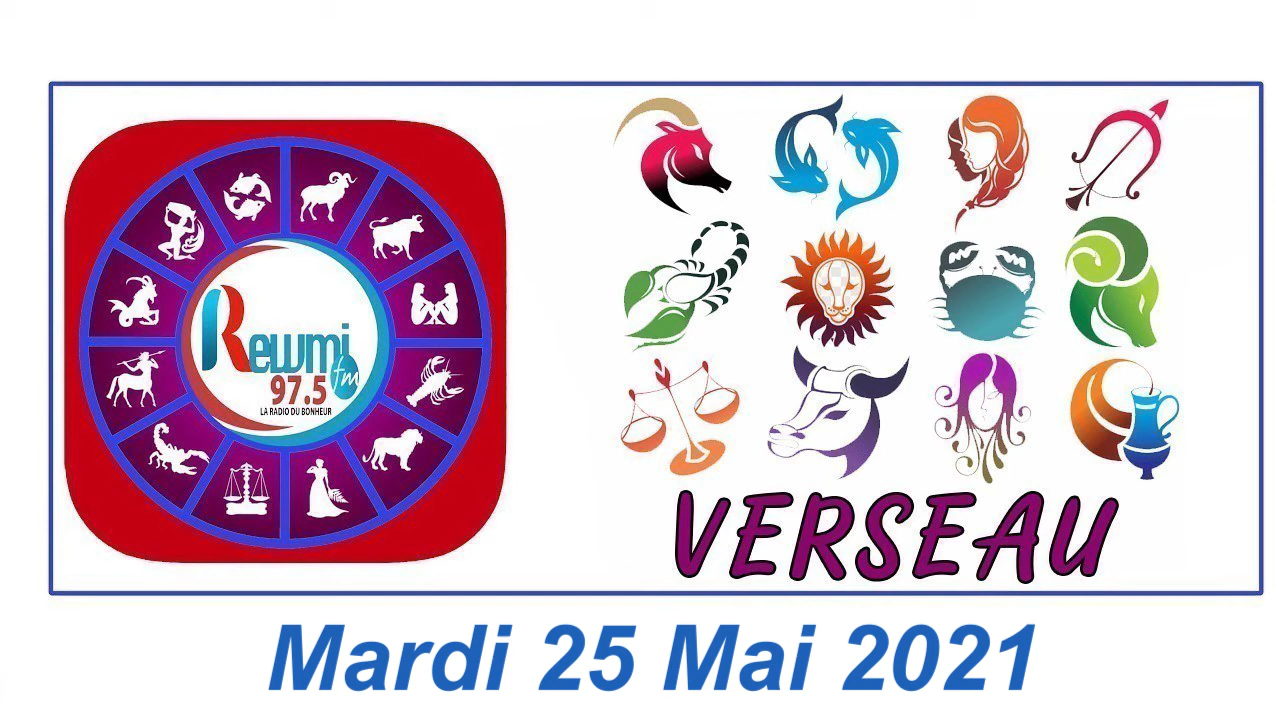 Rewmi
fm
97.5
LA RADIO DU BONHEUR
VERSEAU
Mardi 25 Mai 2021